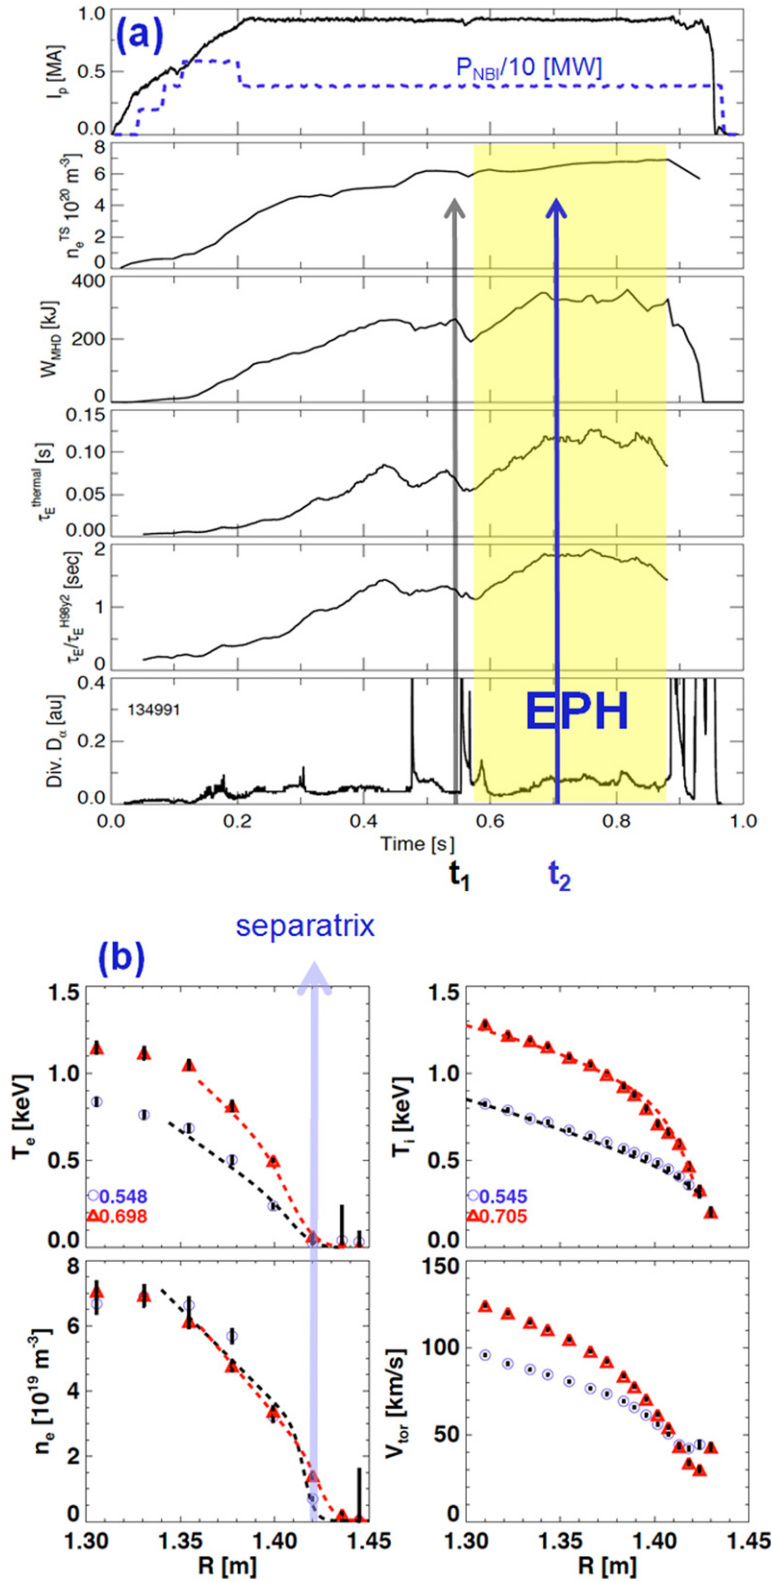 (a)
P_NBI/10 [MW]
I_p [MA]
1.0
0.5
0.0
n_e^TS 10^20 m^-3
8
6
4
2
0
W_MHD [kJ]
400
200
0
τ_E^thermal [s]
0.15
0.10
0.05
0.00
τ_E/τ_E^H98y2 [sec]
2
1
0
Div. D_α [au]
0.4
0.2
0.0
134991
EPH
0.0 0.2 0.4 0.6 0.8 1.0
Time [s]
t_1 t_2
separatrix
(b)
T_e [keV]
1.5
1.0
0.5
0.0
0.548
0.698
T_i [keV]
1.5
1.0
0.5
0.0
0.545
0.705
n_e [10^19 m^-3]
8
6
4
2
0
1.30 1.35 1.40 1.45
R [m]
V_tor [km/s]
150
100
50
0
1.30 1.35 1.40 1.45
R [m]